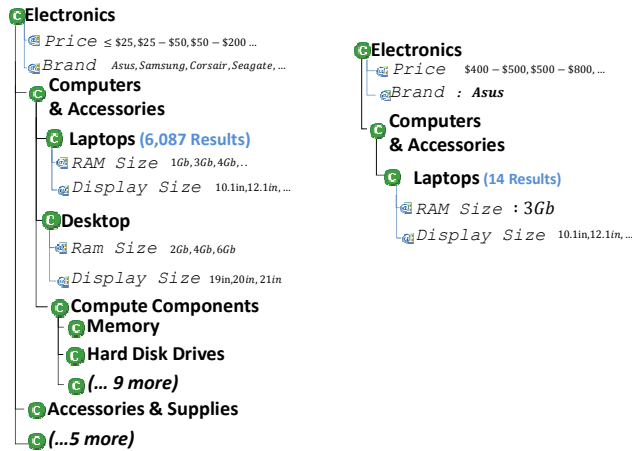 Electronics
Price ≤ $25, $25 − $50, $50 − $200 ...
Brand Asus, Samsung, Corsair, Seagate, ...
Computers
& Accessories
Laptops (6,087 Results)
RAM Size 1Gb, 3Gb, 4Gb, ..
Display Size 10.1in, 12.1in, ...
Desktop
Ram Size 2Gb, 4Gb, 6Gb
Display Size 19in, 20in, 21in
Compute Components
Memory
Hard Disk Drives
(... 9 more)
Accessories & Supplies
(...5 more)
Electronics
Price $400 − $500, $500 − $800, ...
Brand : Asus
Computers
& Accessories
Laptops (14 Results)
RAM Size : 3Gb
Display Size 10.1in, 12.1in, ...